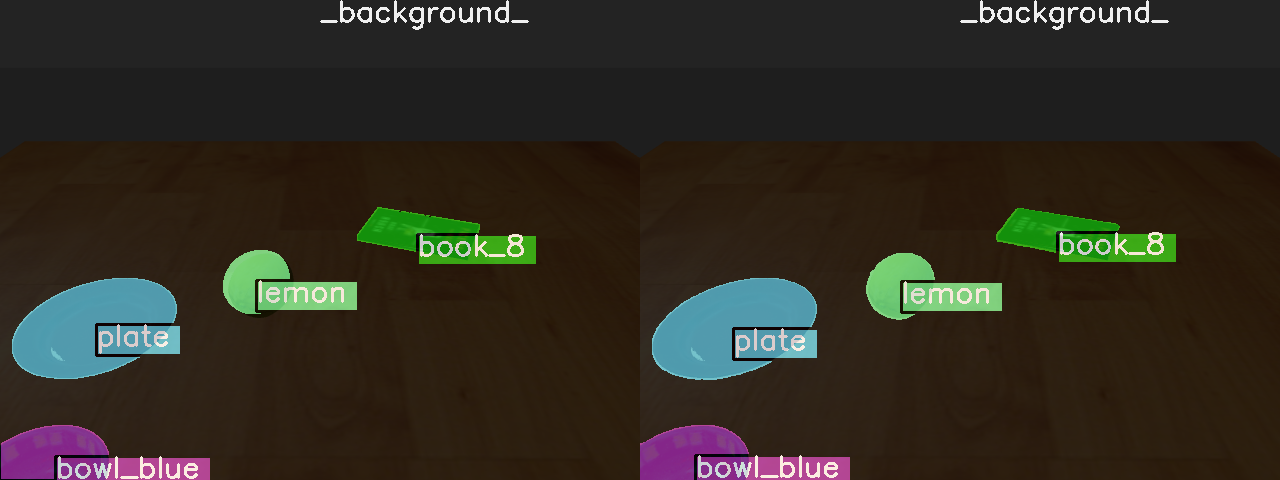 _background_
_background_
book_8
book_8
lemon
lemon
plate
plate
bowl_blue
bowl_blue